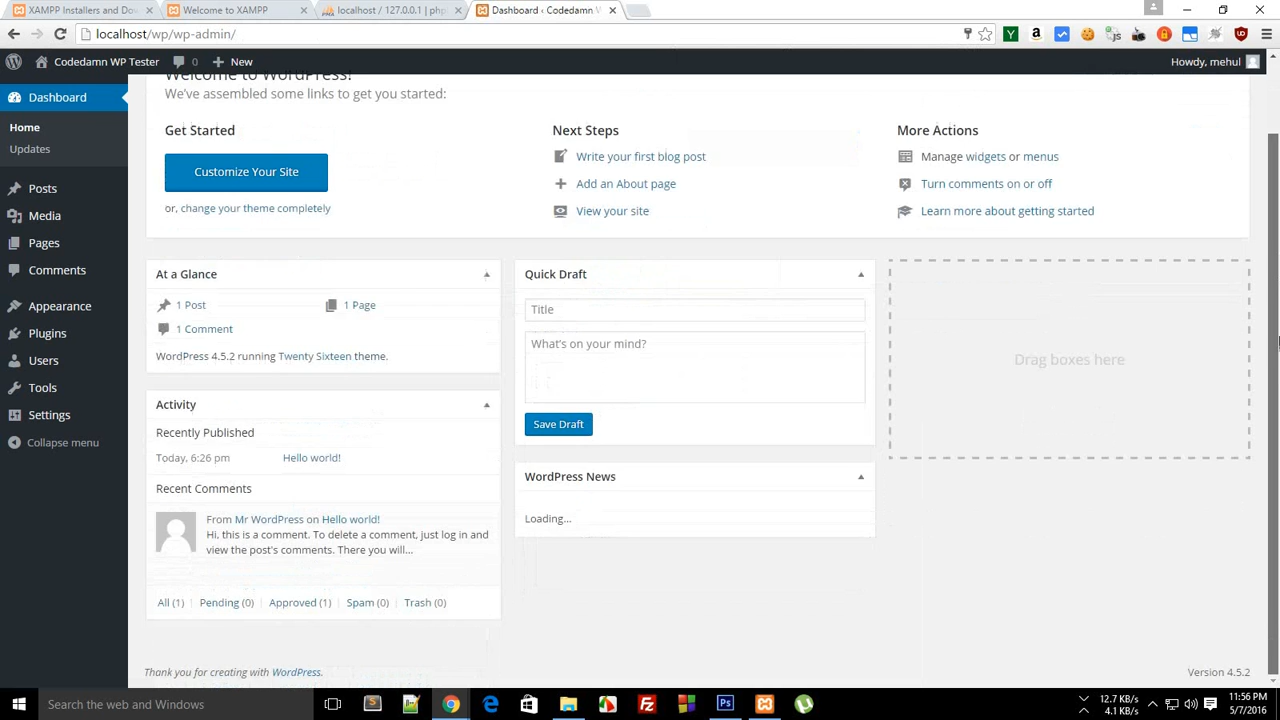 XAMPP Installers and Dow
Welcome to XAMPP
localhost / 127.0.0.1 | php
Dashboard ‹ Codedamn W
localhost/wp/wp-admin/
Codedamn WP Tester
0
New
Howdy, mehul
Dashboard
Home
Updates
Posts
Media
Pages
Comments
Appearance
Plugins
Users
Tools
Settings
Collapse menu
Welcome to WordPress!
We've assembled some links to get you started:
Get Started
Customize Your Site
or, change your theme completely
Next Steps
Write your first blog post
Add an About page
View your site
More Actions
Manage widgets or menus
Turn comments on or off
Learn more about getting started
At a Glance
1 Post
1 Page
1 Comment
WordPress 4.5.2 running Twenty Sixteen theme.
Activity
Recently Published
Today, 6:26 pm Hello world!
Recent Comments
From Mr WordPress on Hello world!
Hi, this is a comment. To delete a comment, just log in and
view the post's comments. There you will...
All (1) Pending (0) Approved (1) Spam (0) Trash (0)
Quick Draft
Title
What's on your mind?
Save Draft
WordPress News
Loading...
Drag boxes here
Thank you for creating with WordPress.
Version 4.5.2
Search the web and Windows
12.7 KB/s
4.1 KB/s
11:56 PM
5/7/2016